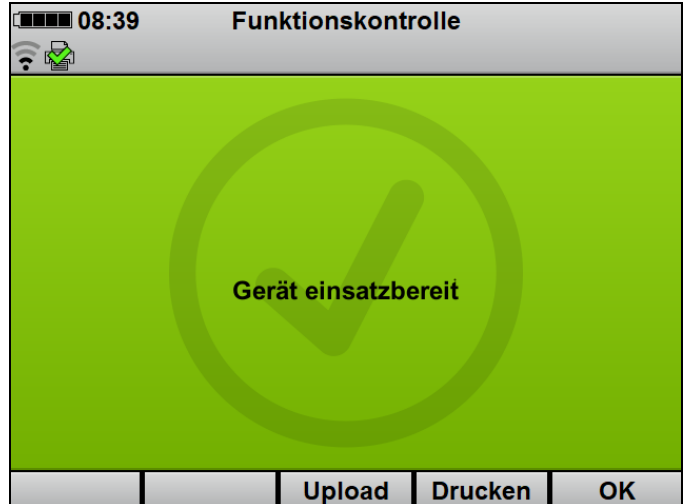 08:39 Funktionskontrolle
Gerät einsatzbereit
Upload Drucken OK